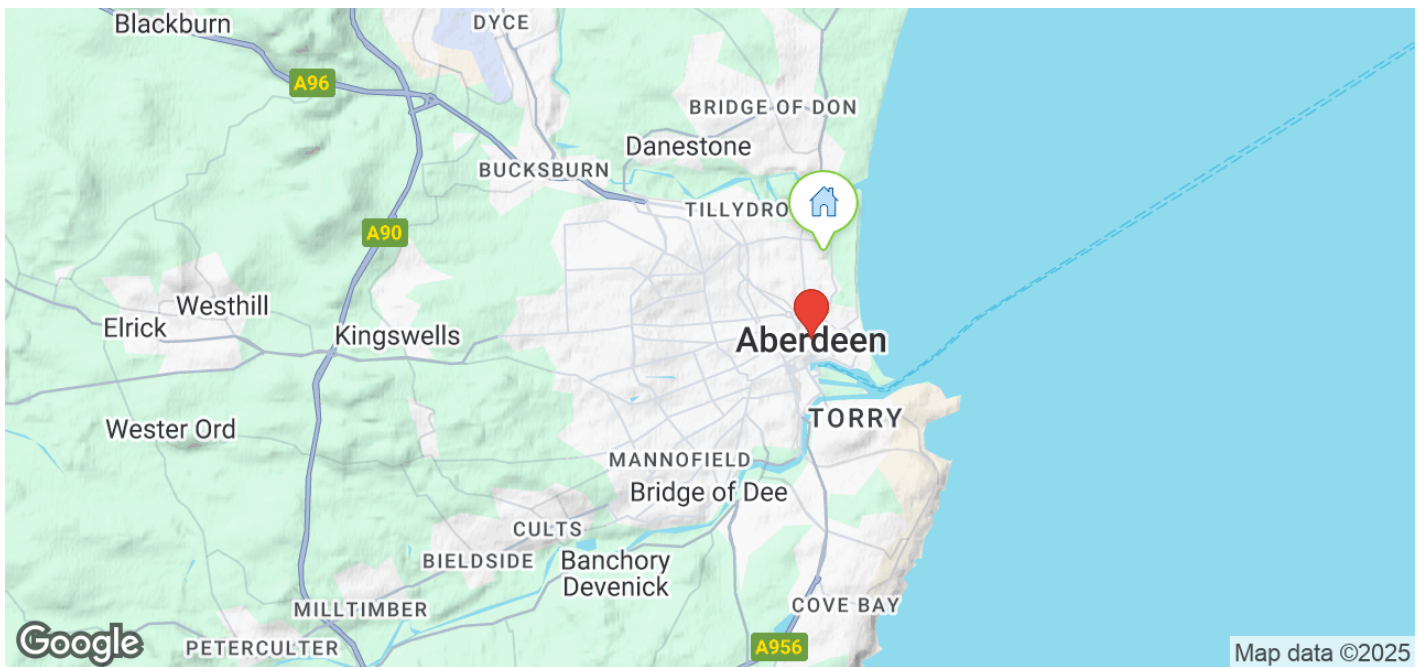 Blackburn
DYCE
A96
BRIDGE OF DON
Danestone
BUCKSBURN
TILLYDRO
A90
Westhill
Elrick
Kingswells
Aberdeen
TORRY
Wester Ord
MANNOFIELD
Bridge of Dee
CULTS
BIELDSIDE
Banchory
Devenick
MILLTIMBER
COVE BAY
PETERCULTER
A956
Google
Map data ©2025